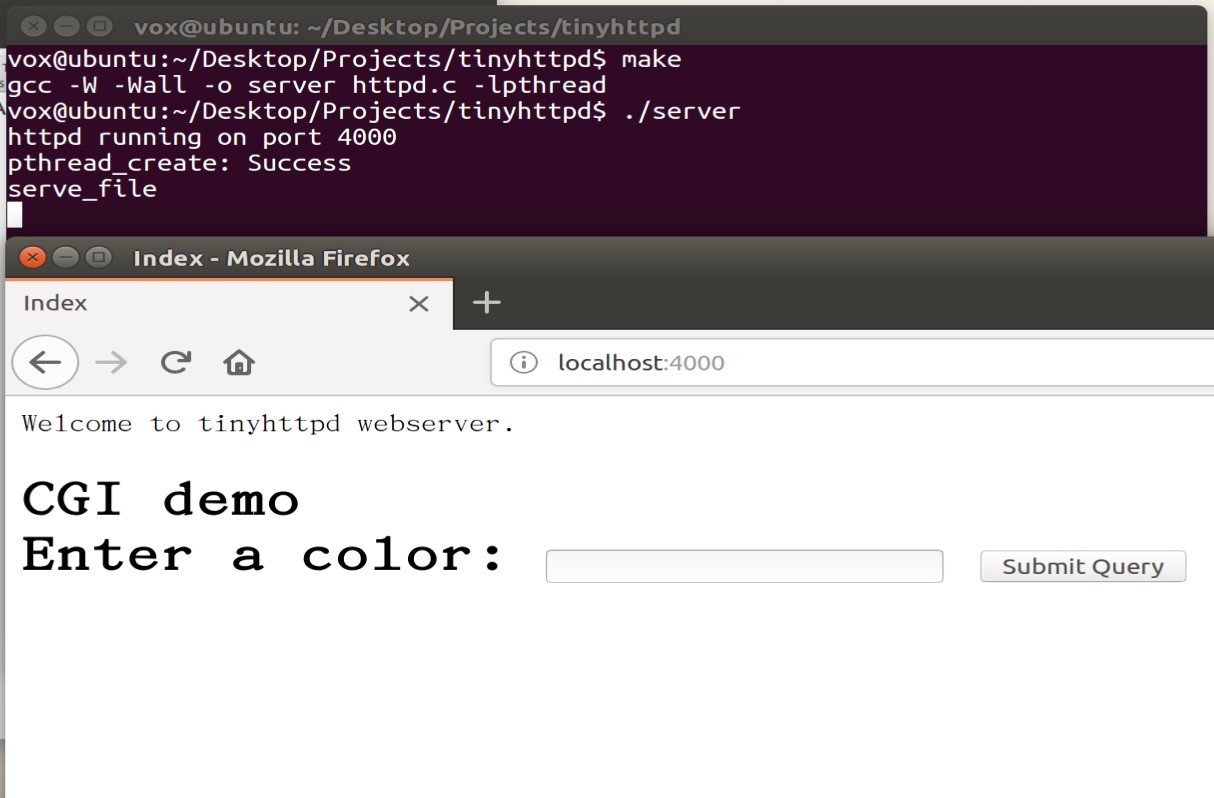 vox@ubuntu: ~/Desktop/Projects/tinyhttpd
vox@ubuntu:~/Desktop/Projects/tinyhttpd$ make
gcc -W -Wall -o server httpd.c -lpthread
vox@ubuntu:~/Desktop/Projects/tinyhttpd$ ./server
httpd running on port 4000
pthread_create: Success
serve_file
Index - Mozilla Firefox
Index
localhost:4000
Welcome to tinyhttpd webserver.
CGI demo
Enter a color: Submit Query